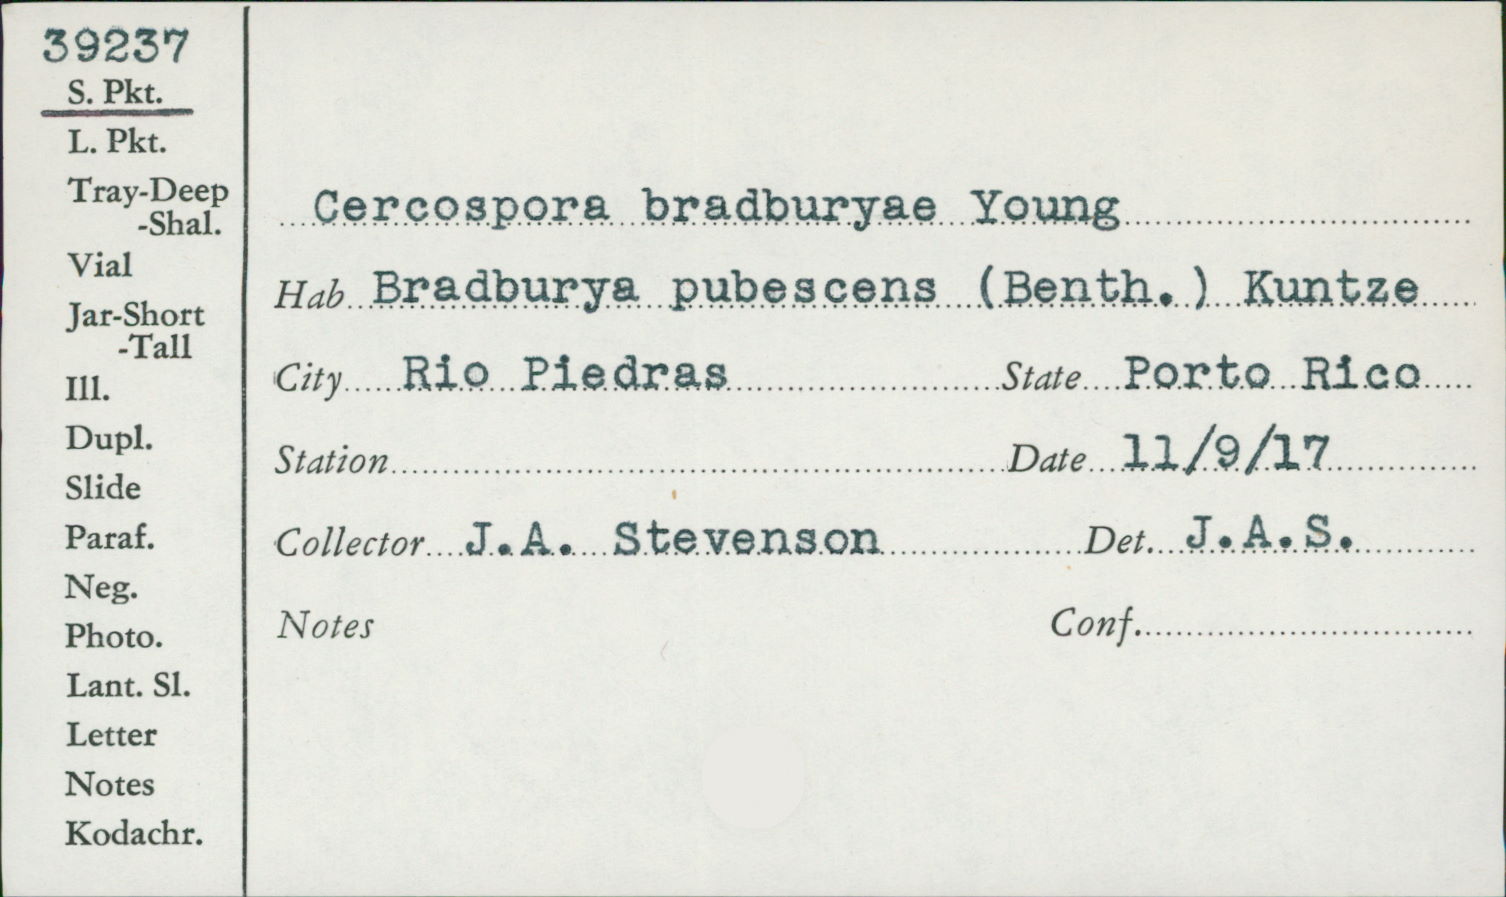 39237
S. Pkt.
L. Pkt.
Tray-Deep
-Shal.
Vial
Jar-Short
-Tall
Ill.
Dupl.
Slide
Paraf.
Neg.
Photo.
Lant. Sl.
Letter
Notes
Kodachr.
Cercospora bradburyae Young
Hab Bradburya pubescens (Benth.) Kuntze
City Rio Piedras State Porto Rico
Station Date 11/9/17
Collector J.A. Stevenson Det. J.A.S.
Notes Conf.